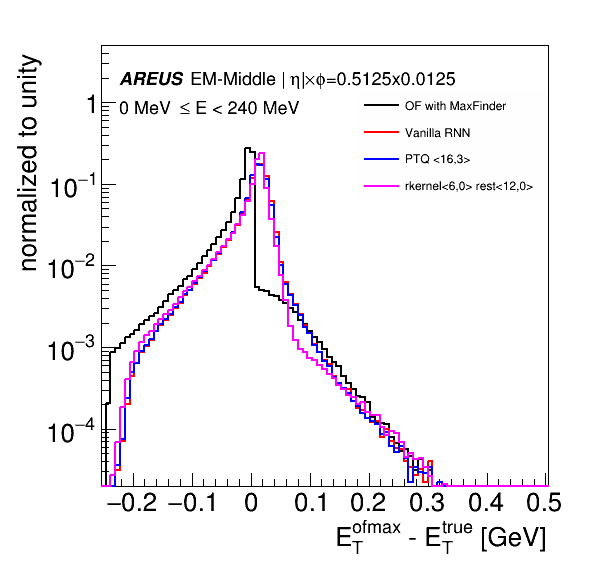 AREUS EM-Middle | η|×ϕ=0.5125x0.0125
0 MeV ≤ E < 240 MeV
OF with MaxFinder
Vanilla RNN
PTQ <16,3>
rkernel<6,0> rest<12,0>
normalized to unity
1
10⁻¹
10⁻²
10⁻³
10⁻⁴
−0.2 −0.1 0 0.1 0.2 0.3 0.4 0.5
E_T^ofmax - E_T^true [GeV]